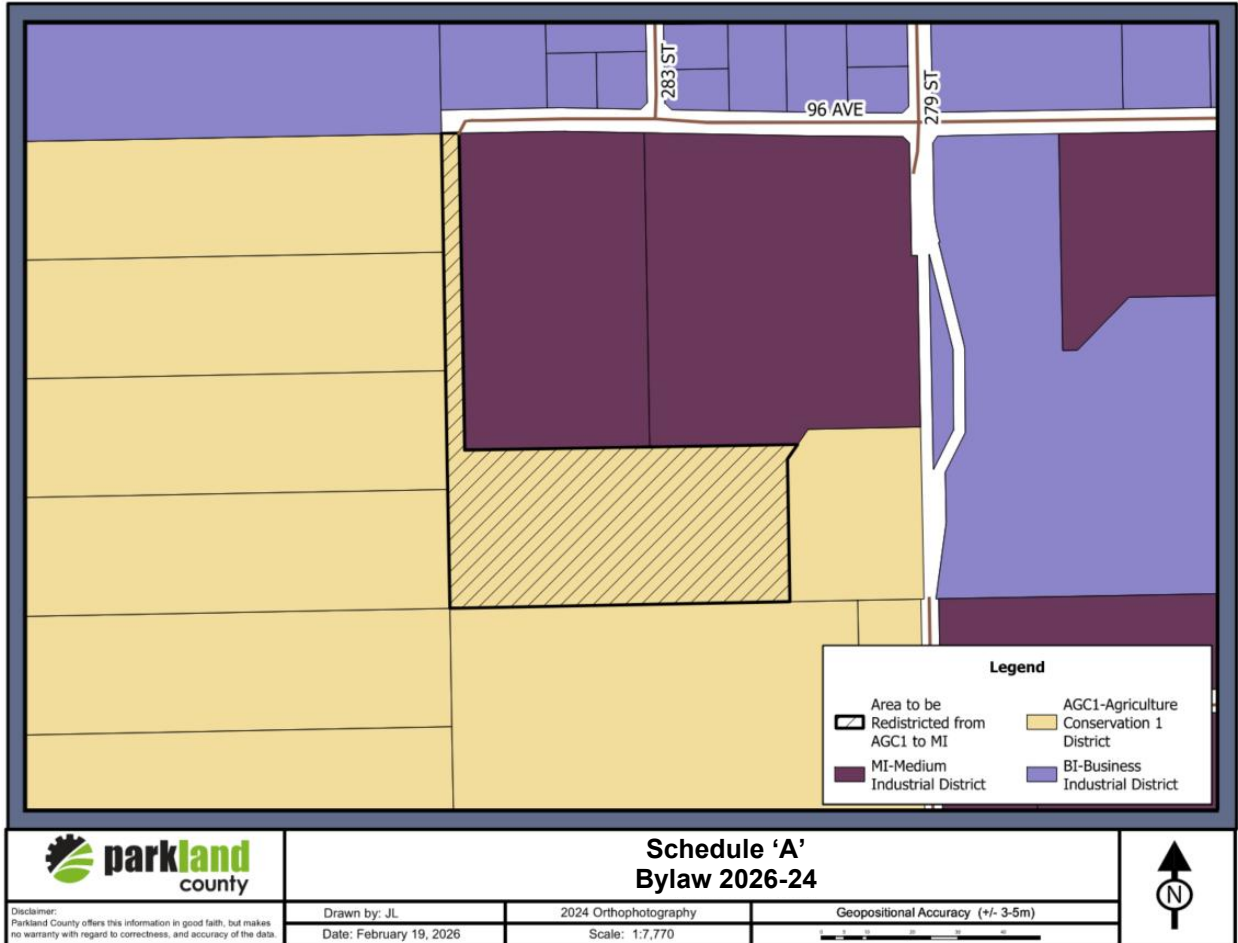 283 ST
96 AVE
279 ST
Legend
Area to be
Redistricted from
AGC1 to MI
AGC1-Agriculture
Conservation 1
District
MI-Medium
Industrial District
BI-Business
Industrial District
parkland
county
Schedule ‘A’
Bylaw 2026-24
N
Disclaimer:
Parkland County offers this information in good faith, but makes
no warranty with regard to correctness, and accuracy of the data.
Drawn by: JL
2024 Orthophotography
Geopositional Accuracy (+/- 3-5m)
Date: February 19, 2026
Scale: 1:7,770